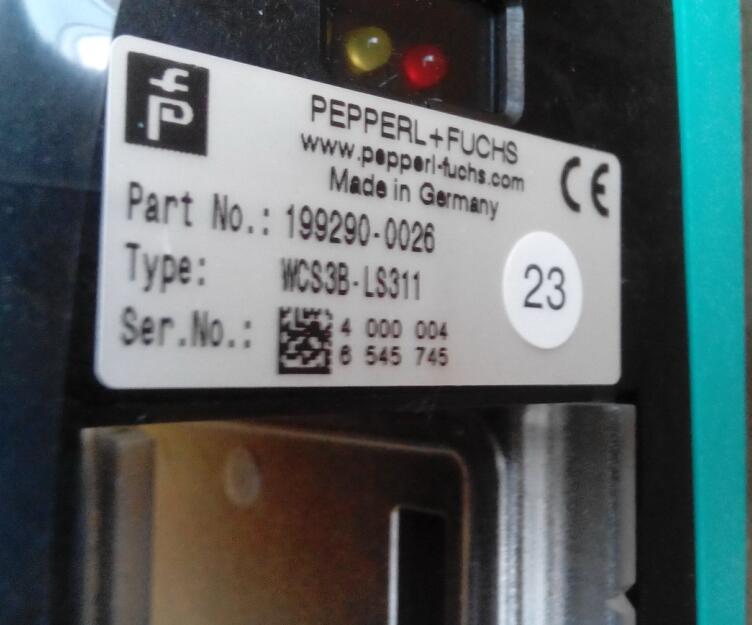 PEPPERL+FUCHS
www.pepperl-fuchs.com
Made in Germany
CE
Part No.: 199290-0026
Type: WCS3B-LS311
23
Ser.No.: 4 000 004
6 545 745